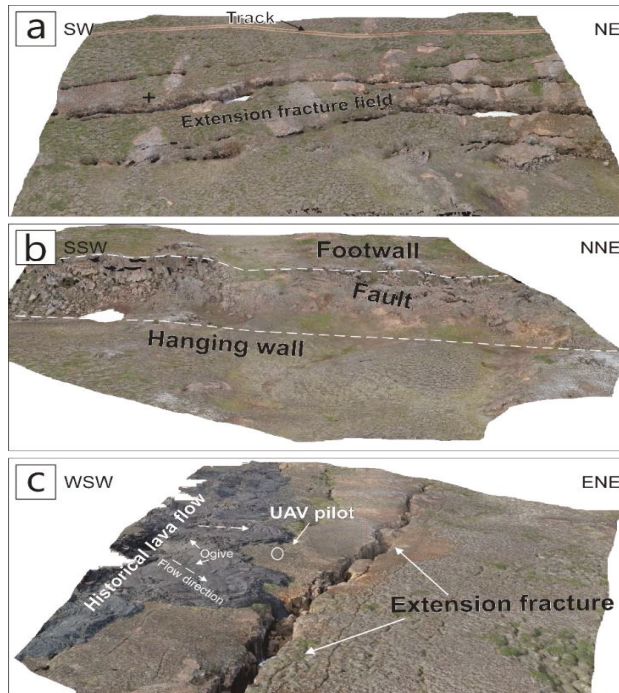 a SW
Track
NE
Extension fracture field
b SSW
NNE
Footwall
Fault
Hanging wall
c WSW
ENE
Historical lava flow
UAV pilot
Ogive
Flow direction
Extension fracture